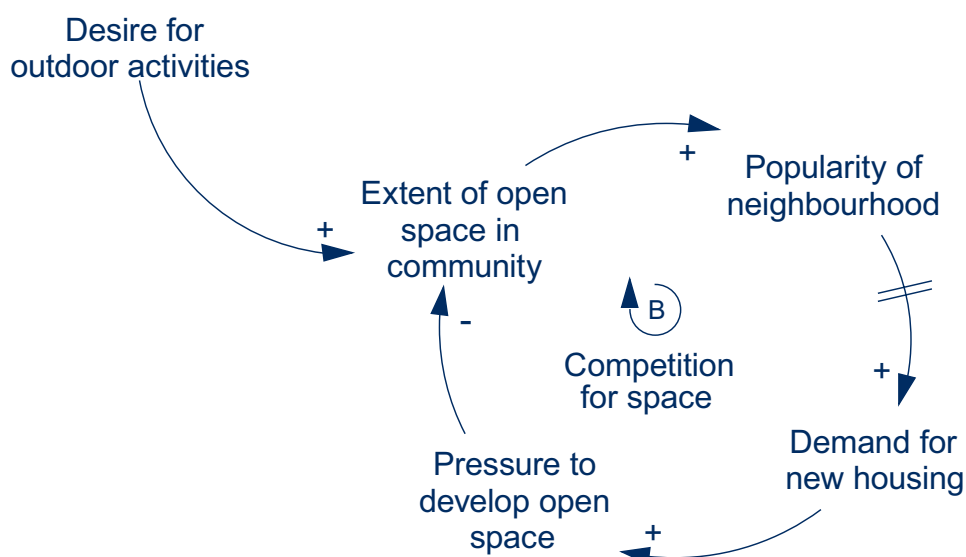 Desire for
outdoor activities
+
Extent of open
space in
community
+
Popularity of
neighbourhood
+
Demand for
new housing
+
Pressure to
develop open
space
-
B
Competition
for space